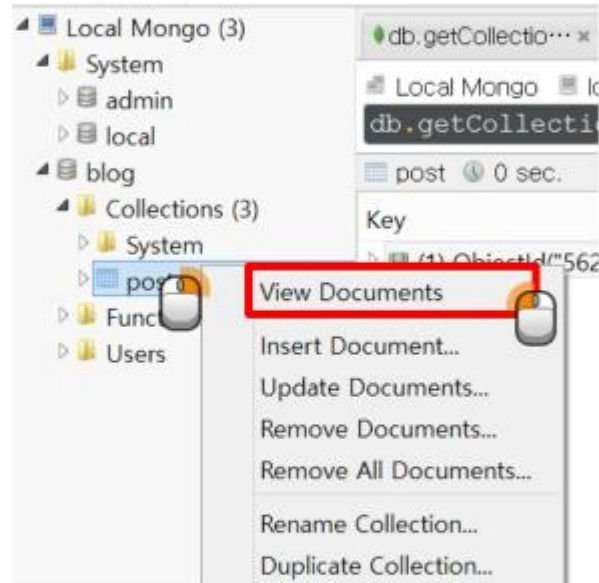 Local Mongo (3)
System
admin
local
blog
Collections (3)
System
post
Funct
Users
db.getCollectio⋯ ×
Local Mongo
db.getCollecti
post 0 sec.
Key
(1) ObjectId("562
View Documents
Insert Document...
Update Documents...
Remove Documents...
Remove All Documents...
Rename Collection...
Duplicate Collection...